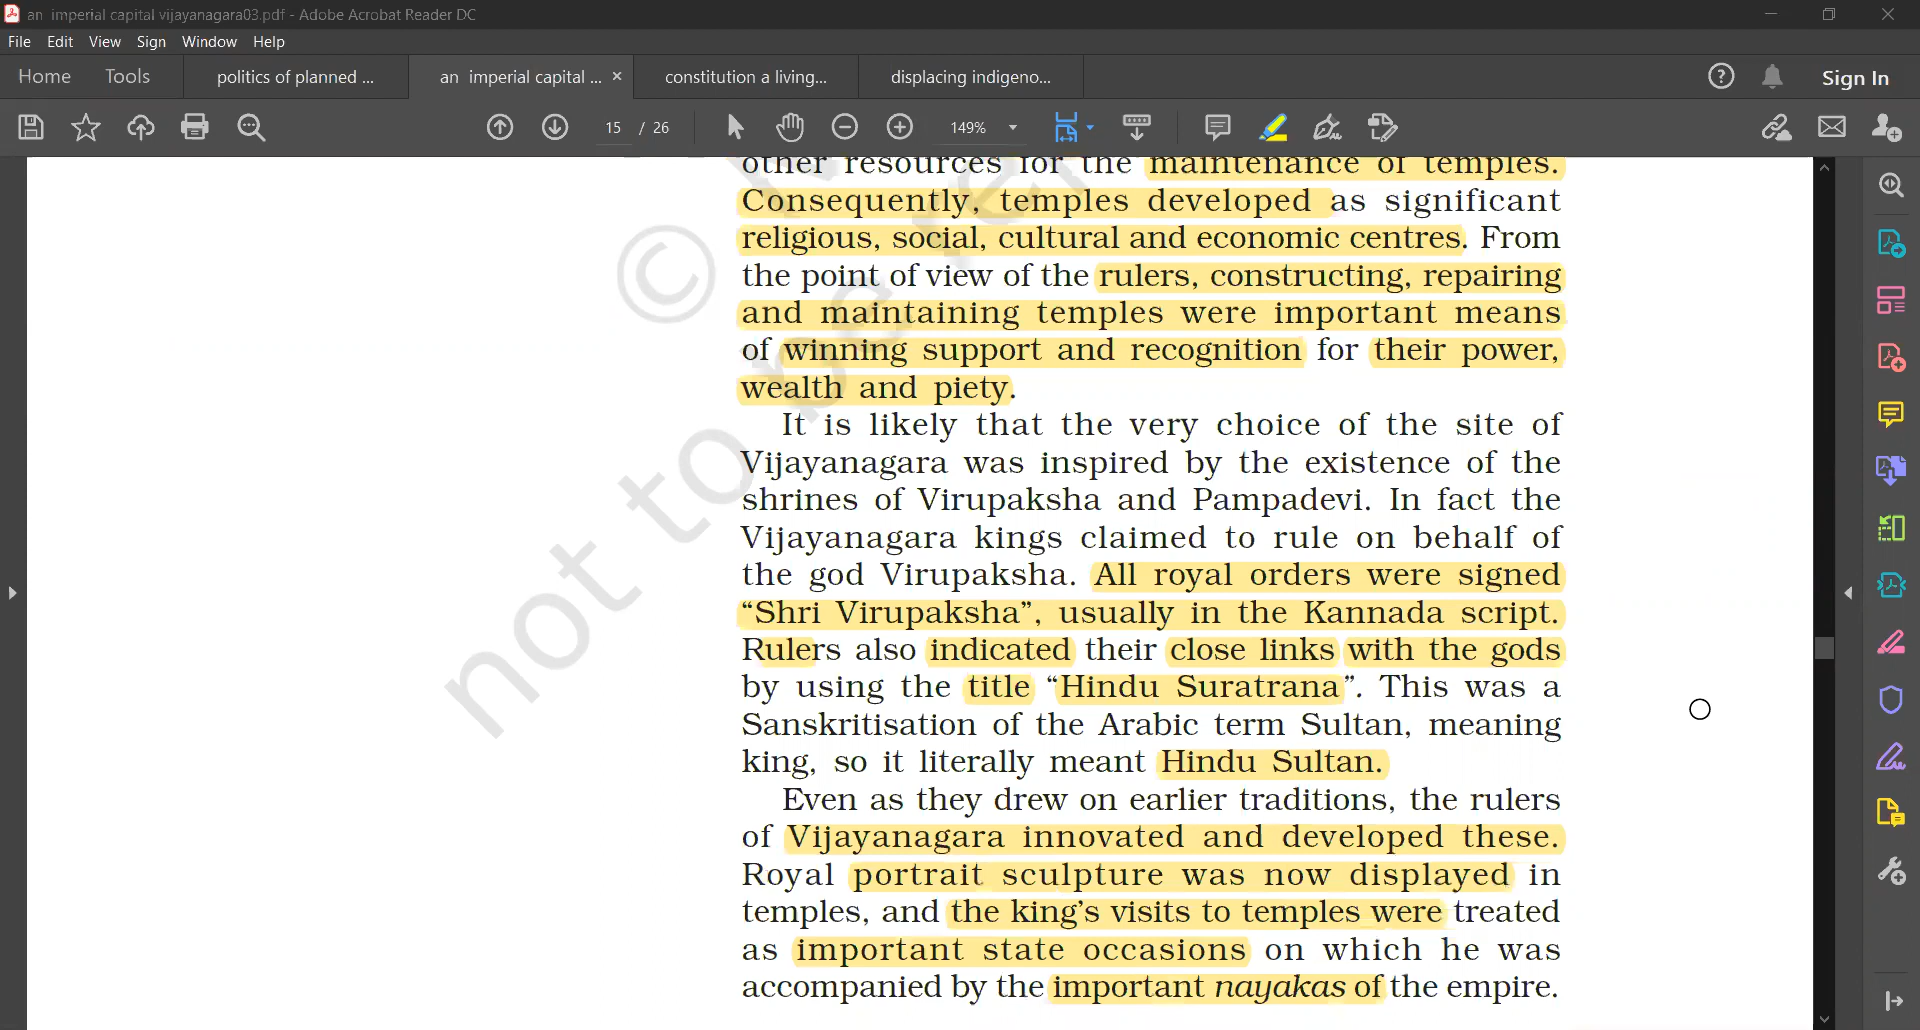 an imperial capital vijayanagara03.pdf - Adobe Acrobat Reader DC
File Edit View Sign Window Help
Home Tools politics of planned ... an imperial capital ... × constitution a living... displacing indigeno... Sign In
15 / 26 149%
other resources for the maintenance of temples.
Consequently, temples developed as significant
religious, social, cultural and economic centres. From
the point of view of the rulers, constructing, repairing
and maintaining temples were important means
of winning support and recognition for their power,
wealth and piety.
It is likely that the very choice of the site of
Vijayanagara was inspired by the existence of the
shrines of Virupaksha and Pampadevi. In fact the
Vijayanagara kings claimed to rule on behalf of
the god Virupaksha. All royal orders were signed
“Shri Virupaksha”, usually in the Kannada script.
Rulers also indicated their close links with the gods
by using the title “Hindu Suratrana”. This was a
Sanskritisation of the Arabic term Sultan, meaning
king, so it literally meant Hindu Sultan.
Even as they drew on earlier traditions, the rulers
of Vijayanagara innovated and developed these.
Royal portrait sculpture was now displayed in
temples, and the king’s visits to temples were treated
as important state occasions on which he was
accompanied by the important nayakas of the empire.
©
not to be re